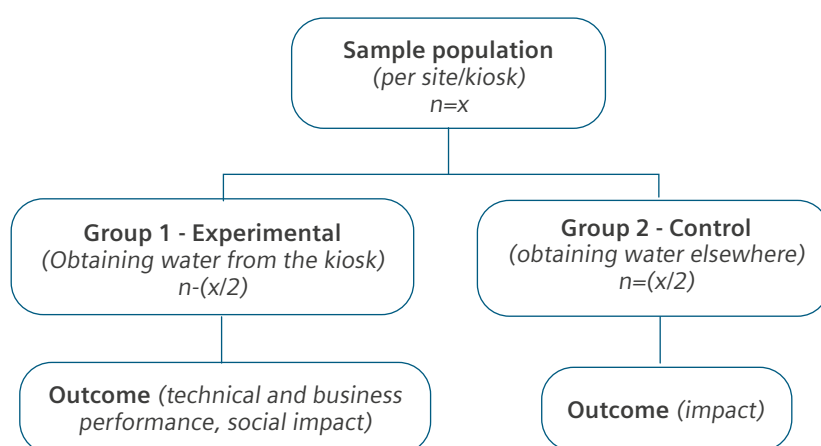 Sample population
(per site/kiosk)
n=x
Group 1 - Experimental
(Obtaining water from the kiosk)
n-(x/2)
Group 2 - Control
(obtaining water elsewhere)
n=(x/2)
Outcome (technical and business
performance, social impact)
Outcome (impact)